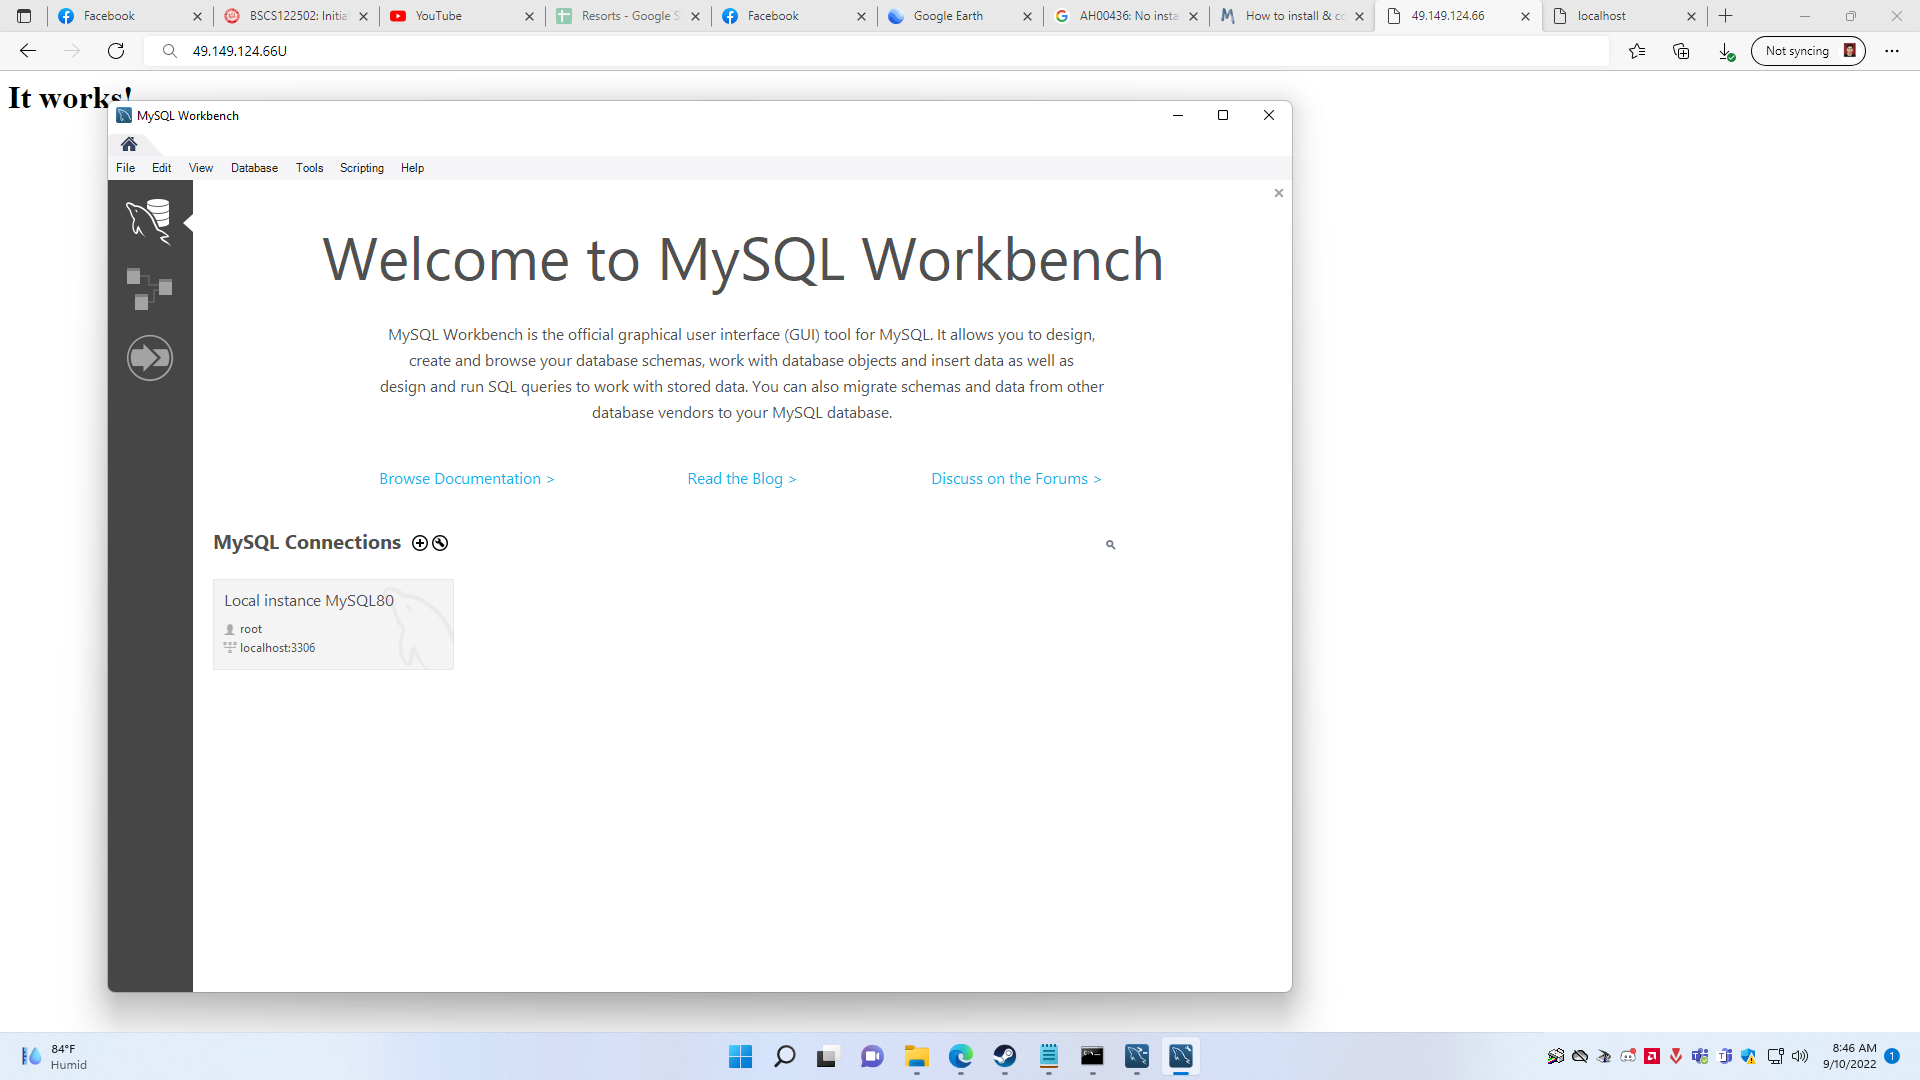 Facebook
BSCS122502: Initia
YouTube
Resorts - Google S
Facebook
Google Earth
AH00436: No insta
How to install & co
49.149.124.66
localhost
49.149.124.66U
Not syncing
It works!
MySQL Workbench
File Edit View Database Tools Scripting Help
Welcome to MySQL Workbench
MySQL Workbench is the official graphical user interface (GUI) tool for MySQL. It allows you to design,
create and browse your database schemas, work with database objects and insert data as well as
design and run SQL queries to work with stored data. You can also migrate schemas and data from other
database vendors to your MySQL database.
Browse Documentation >
Read the Blog >
Discuss on the Forums >
MySQL Connections
Local instance MySQL80
root
localhost:3306
84°F
Humid
8:46 AM
9/10/2022
1